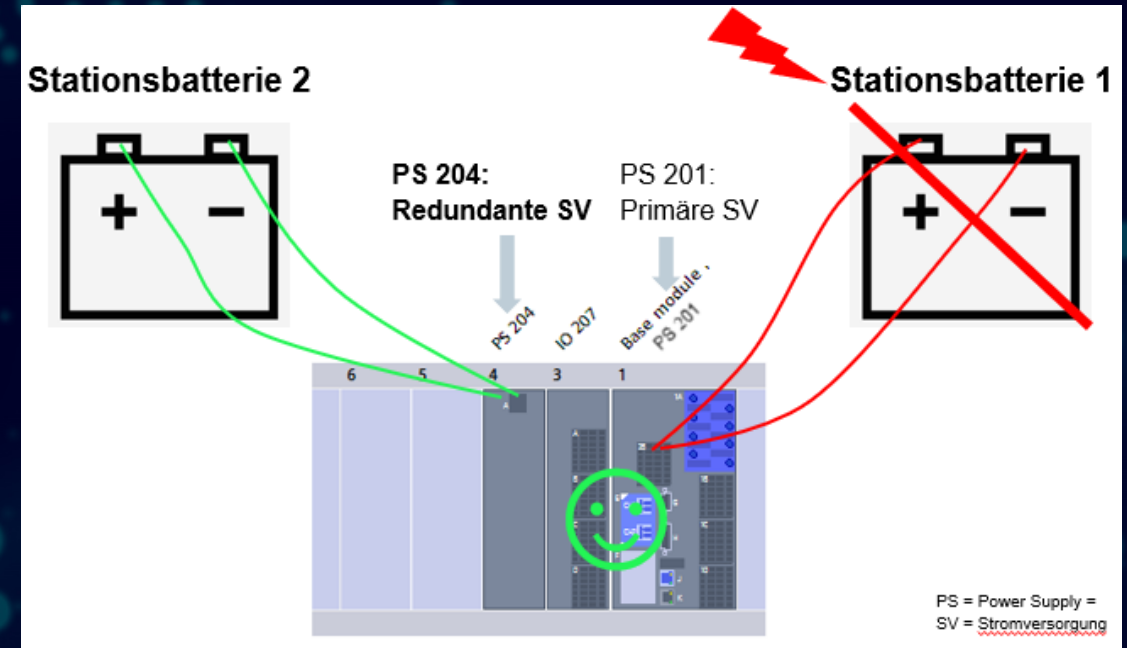 Stationsbatterie 2
Stationsbatterie 1
PS 204:
Redundante SV
PS 201:
Primäre SV
+ −
+ −
PS 204
IO 207
Base module ,
PS 201
6 5 4 3 1
A
1A
A
PS = Power Supply =
SV = Stromversorgung